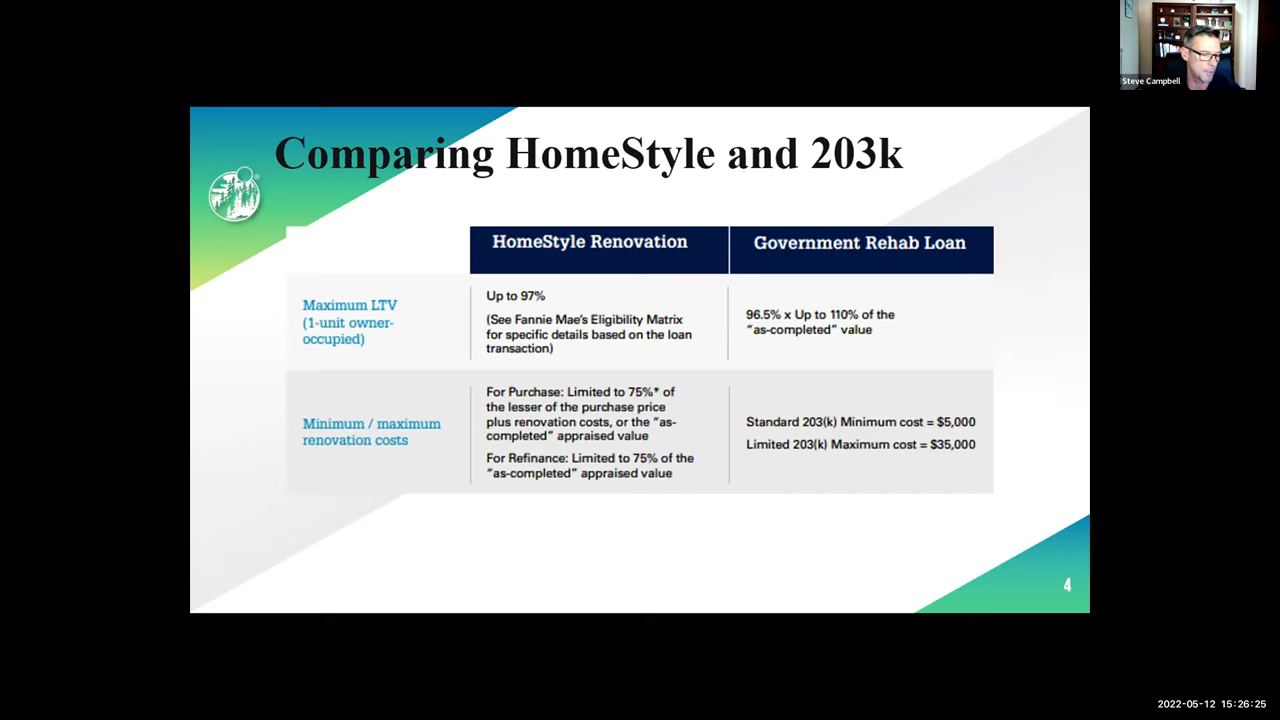 Steve Campbell
Comparing HomeStyle and 203k
HomeStyle Renovation
Government Rehab Loan
Maximum LTV
(1-unit owner-
occupied)
Up to 97%
(See Fannie Mae's Eligibility Matrix
for specific details based on the loan
transaction)
96.5% x Up to 110% of the
"as-completed" value
Minimum / maximum
renovation costs
For Purchase: Limited to 75%* of
the lesser of the purchase price
plus renovation costs, or the "as-
completed" appraised value
For Refinance: Limited to 75% of the
"as-completed" appraised value
Standard 203(k) Minimum cost = $5,000
Limited 203(k) Maximum cost = $35,000
4
2022-05-12 15:26:25